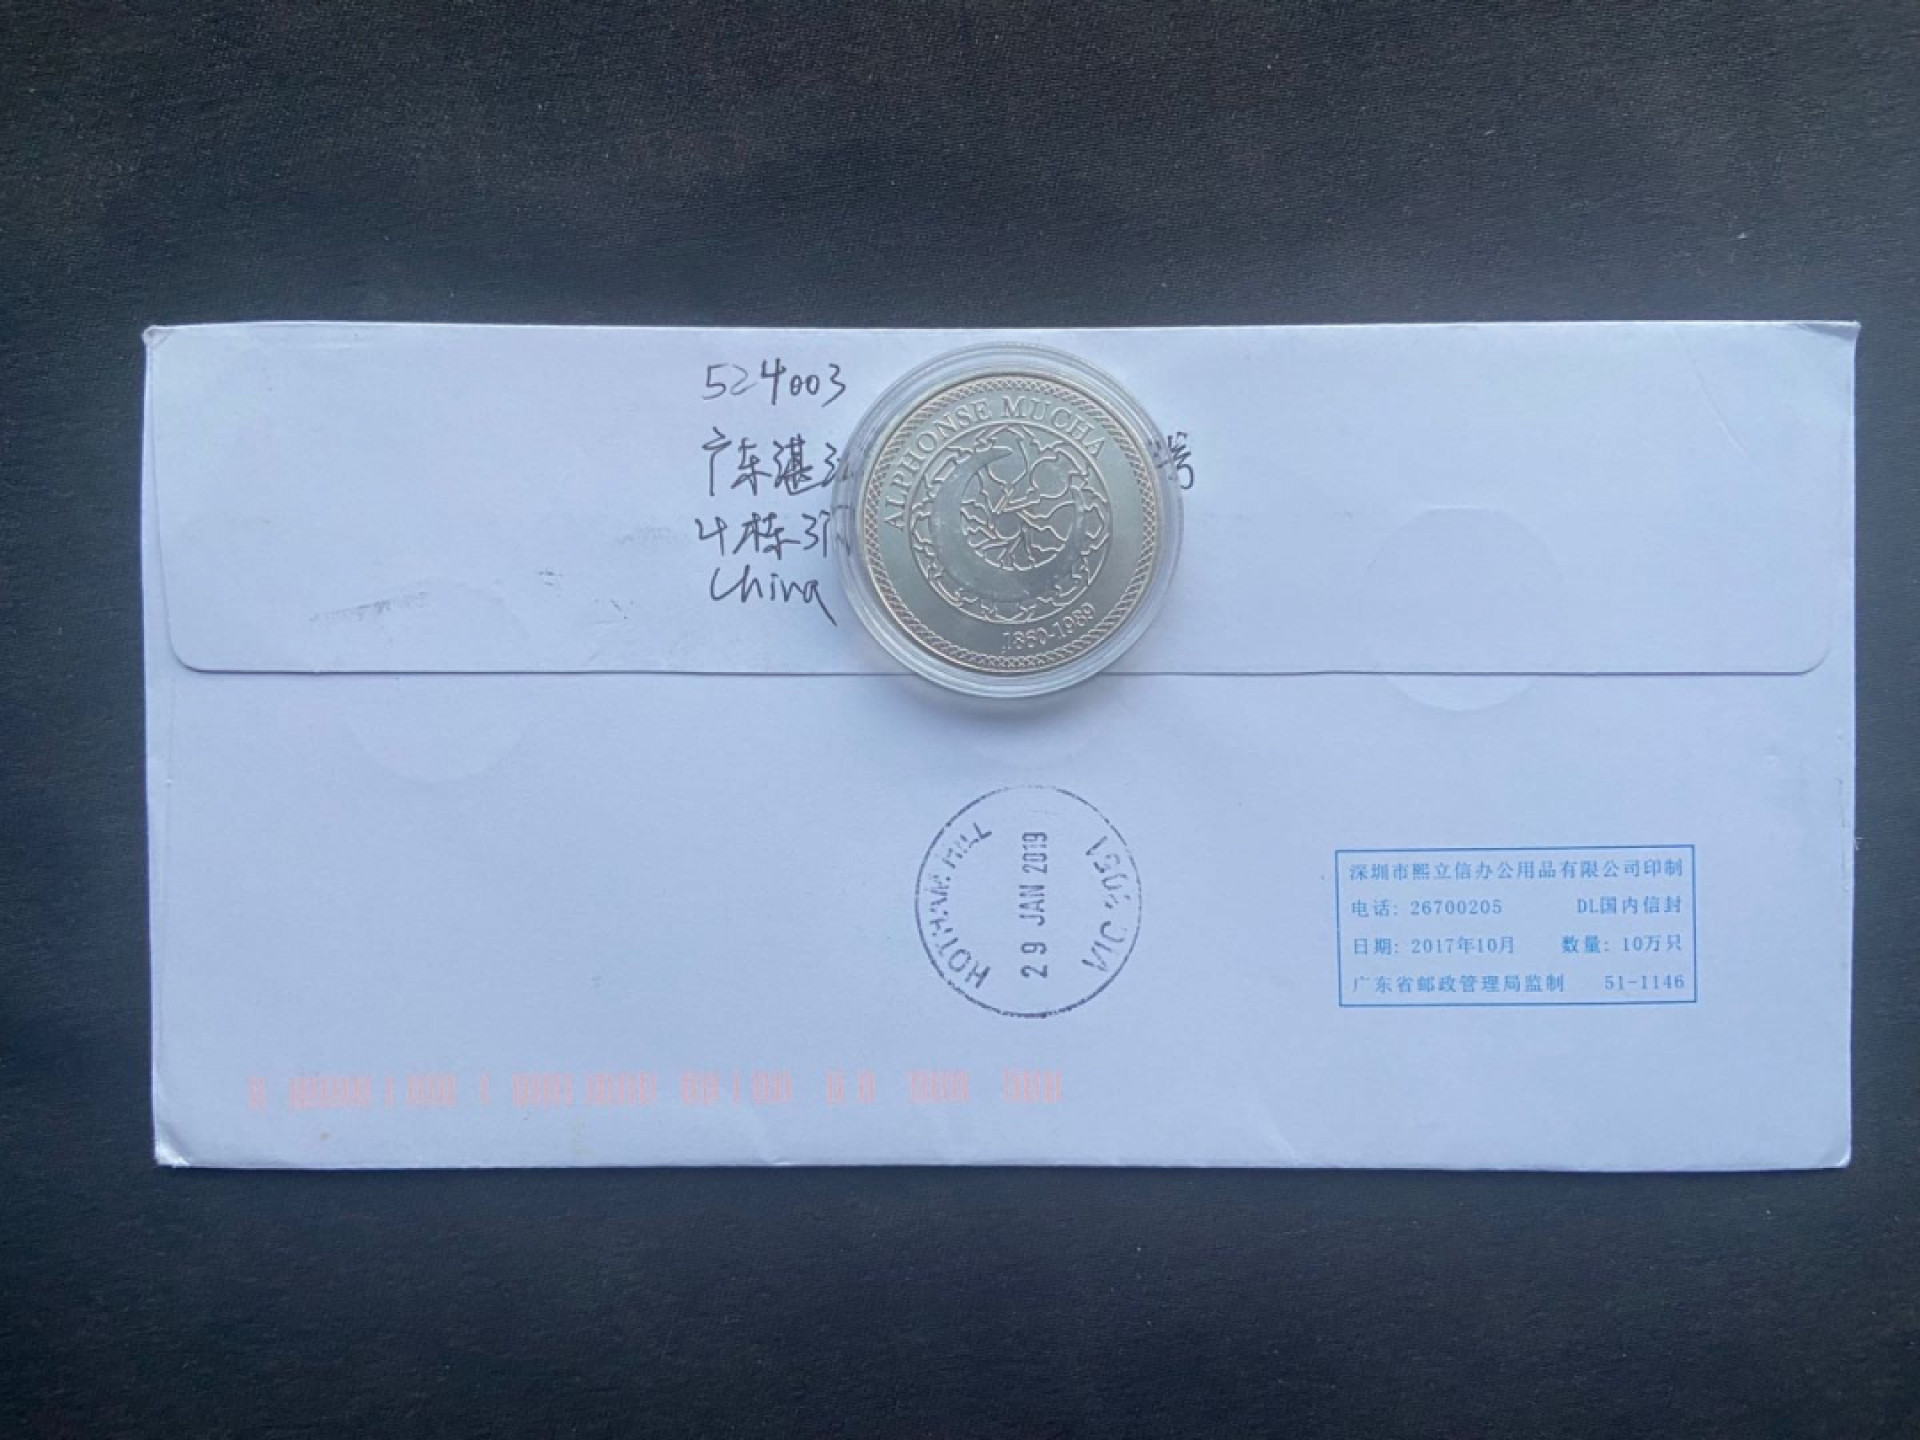 524003
广东湛江
号
4栋3门
China
ALPHONSE MUCHA
1860-1989
HOTHAM HILL
29 JAN 2019
VIC 3051
深圳市熙立信办公用品有限公司印制
电话: 26700205 DL国内信封
日期: 2017年10月 数量: 10万只
广东省邮政管理局监制 51-1146